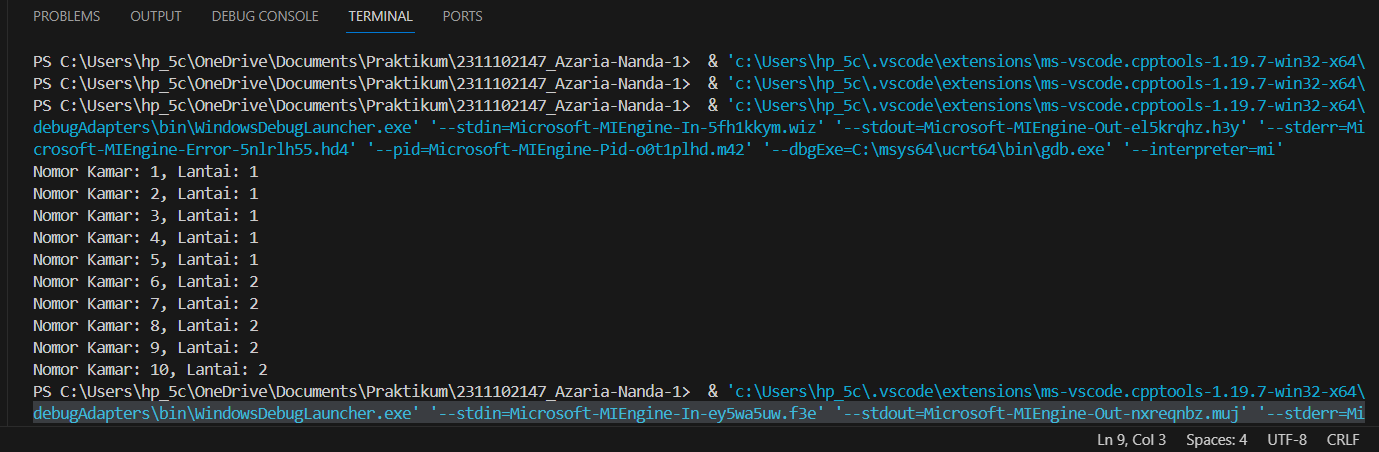 PROBLEMS OUTPUT DEBUG CONSOLE TERMINAL PORTS
PS C:\Users\hp_5c\OneDrive\Documents\Praktikum\2311102147_Azaria-Nanda-1>  & 'c:\Users\hp_5c\.vscode\extensions\ms-vscode.cpptools-1.19.7-win32-x64\
PS C:\Users\hp_5c\OneDrive\Documents\Praktikum\2311102147_Azaria-Nanda-1>  & 'c:\Users\hp_5c\.vscode\extensions\ms-vscode.cpptools-1.19.7-win32-x64\
PS C:\Users\hp_5c\OneDrive\Documents\Praktikum\2311102147_Azaria-Nanda-1>  & 'c:\Users\hp_5c\.vscode\extensions\ms-vscode.cpptools-1.19.7-win32-x64\
debugAdapters\bin\WindowsDebugLauncher.exe' '--stdin=Microsoft-MIEngine-In-5fh1kkym.wiz' '--stdout=Microsoft-MIEngine-Out-el5krqhz.h3y' '--stderr=Mi
crosoft-MIEngine-Error-5nlrlh55.hd4' '--pid=Microsoft-MIEngine-Pid-o0t1plhd.m42' '--dbgExe=C:\msys64\ucrt64\bin\gdb.exe' '--interpreter=mi'
Nomor Kamar: 1, Lantai: 1
Nomor Kamar: 2, Lantai: 1
Nomor Kamar: 3, Lantai: 1
Nomor Kamar: 4, Lantai: 1
Nomor Kamar: 5, Lantai: 1
Nomor Kamar: 6, Lantai: 2
Nomor Kamar: 7, Lantai: 2
Nomor Kamar: 8, Lantai: 2
Nomor Kamar: 9, Lantai: 2
Nomor Kamar: 10, Lantai: 2
PS C:\Users\hp_5c\OneDrive\Documents\Praktikum\2311102147_Azaria-Nanda-1>  & 'c:\Users\hp_5c\.vscode\extensions\ms-vscode.cpptools-1.19.7-win32-x64\
debugAdapters\bin\WindowsDebugLauncher.exe' '--stdin=Microsoft-MIEngine-In-ey5wa5uw.f3e' '--stdout=Microsoft-MIEngine-Out-nxreqnbz.muj' '--stderr=Mi
Ln 9, Col 3 Spaces: 4 UTF-8 CRLF